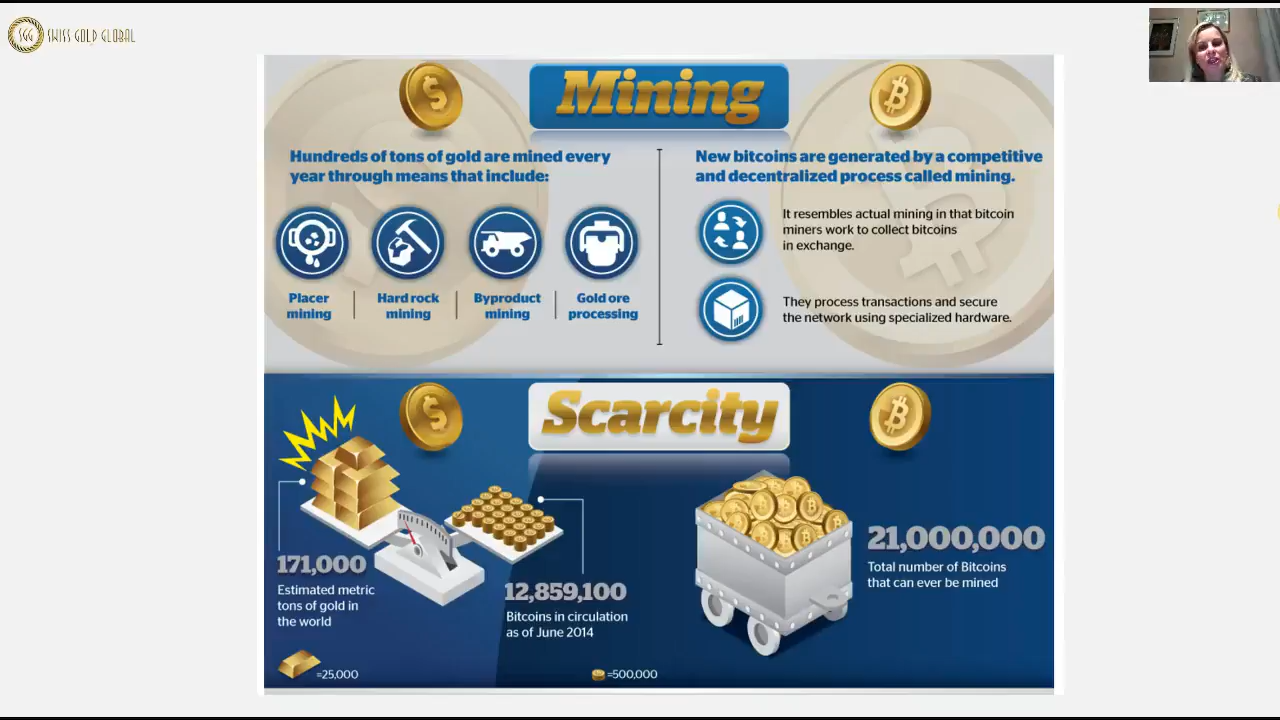 SGG SWISS GOLD GLOBAL
Mining
Hundreds of tons of gold are mined every
year through means that include:
Placer
mining
Hard rock
mining
Byproduct
mining
Gold ore
processing
New bitcoins are generated by a competitive
and decentralized process called mining.
It resembles actual mining in that bitcoin
miners work to collect bitcoins
in exchange.
They process transactions and secure
the network using specialized hardware.
Scarcity
171,000
Estimated metric
tons of gold in
the world
=25,000
12,859,100
Bitcoins in circulation
as of June 2014
=500,000
21,000,000
Total number of Bitcoins
that can ever be mined